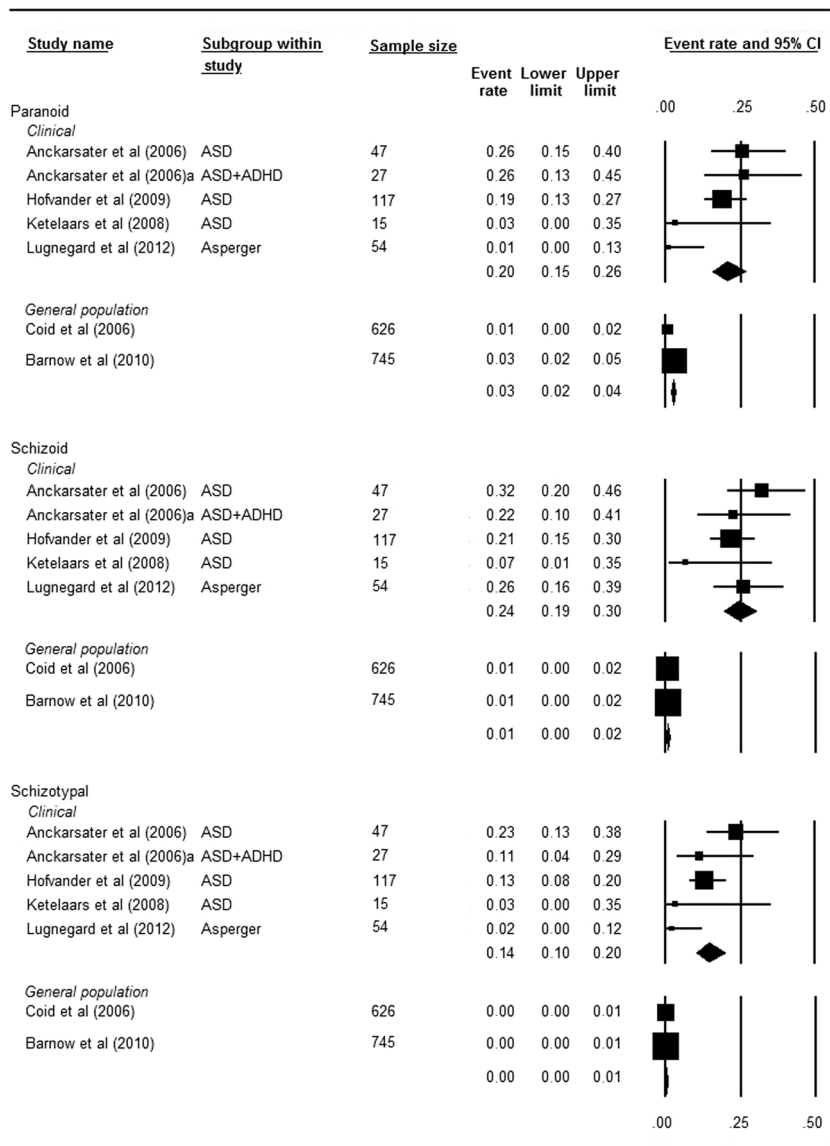 Study name Subgroup within study Sample size Event rate and 95% CI
Event rate Lower limit Upper limit
.00 .25 .50
Paranoid
Clinical
Anckarsater et al (2006) ASD 47 0.26 0.15 0.40
Anckarsater et al (2006)a ASD+ADHD 27 0.26 0.13 0.45
Hofvander et al (2009) ASD 117 0.19 0.13 0.27
Ketelaars et al (2008) ASD 15 0.03 0.00 0.35
Lugnegard et al (2012) Asperger 54 0.01 0.00 0.13
0.20 0.15 0.26
General population
Coid et al (2006) 626 0.01 0.00 0.02
Barnow et al (2010) 745 0.03 0.02 0.05
0.03 0.02 0.04
Schizoid
Clinical
Anckarsater et al (2006) ASD 47 0.32 0.20 0.46
Anckarsater et al (2006)a ASD+ADHD 27 0.22 0.10 0.41
Hofvander et al (2009) ASD 117 0.21 0.15 0.30
Ketelaars et al (2008) ASD 15 0.07 0.01 0.35
Lugnegard et al (2012) Asperger 54 0.26 0.16 0.39
0.24 0.19 0.30
General population
Coid et al (2006) 626 0.01 0.00 0.02
Barnow et al (2010) 745 0.01 0.00 0.02
0.01 0.00 0.02
Schizotypal
Clinical
Anckarsater et al (2006) ASD 47 0.23 0.13 0.38
Anckarsater et al (2006)a ASD+ADHD 27 0.11 0.04 0.29
Hofvander et al (2009) ASD 117 0.13 0.08 0.20
Ketelaars et al (2008) ASD 15 0.03 0.00 0.35
Lugnegard et al (2012) Asperger 54 0.02 0.00 0.12
0.14 0.10 0.20
General population
Coid et al (2006) 626 0.00 0.00 0.01
Barnow et al (2010) 745 0.00 0.00 0.01
0.00 0.00 0.01
.00 .25 .50